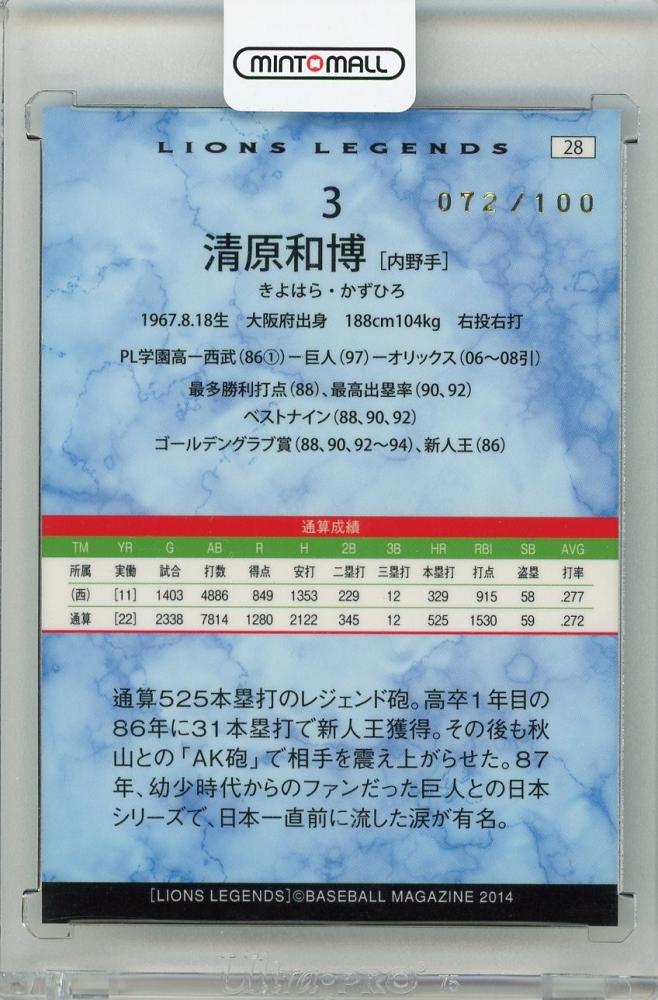 MINTOMALL
LIONS LEGENDS 28
3 072/100
清原和博 [内野手]
きよはら・かずひろ
1967.8.18生 大阪府出身 188cm104kg 右投右打
PL学園高－西武(86①)－巨人(97)－オリックス(06～08引)
最多勝利打点(88)、最高出塁率(90、92)
ベストナイン(88、90、92)
ゴールデングラブ賞(88、90、92～94)、新人王(86)
通算成績
TM YR G AB R H 2B 3B HR RBI SB AVG
所属 実働 試合 打数 得点 安打 二塁打 三塁打 本塁打 打点 盗塁 打率
(西) [11] 1403 4886 849 1353 229 12 329 915 58 .277
通算 [22] 2338 7814 1280 2122 345 12 525 1530 59 .272
通算525本塁打のレジェンド砲。高卒1年目の
86年に31本塁打で新人王獲得。その後も秋
山との「AK砲」で相手を震え上がらせた。87
年、幼少時代からのファンだった巨人との日本
シリーズで、日本一直前に流した涙が有名。
[LIONS LEGENDS]©BASEBALL MAGAZINE 2014
Ultra·PRO 75